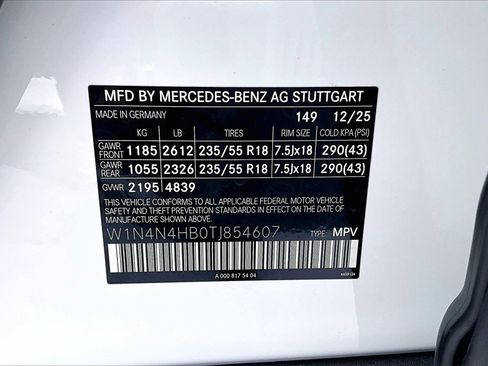 MFD BY MERCEDES-BENZ AG STUTTGART
MADE IN GERMANY 149 12/25
KG LB TIRES RIM SIZE COLD KPA (PSI)
GAWR FRONT 1185 2612 235/55 R18 7.5Jx18 290(43)
GAWR REAR 1055 2326 235/55 R18 7.5Jx18 290(43)
GVWR 2195 4839
THIS VEHICLE CONFORMS TO ALL APPLICABLE FEDERAL MOTOR VEHICLE
SAFETY BUMPER, AND THEFT PREVENTION STANDARDS IN EFFECT ON THE DATE
OF MANUFACTURE SHOWN ABOVE.
W1N4N4HB0TJ854607 TYPE: MPV
A 000 817 54 04